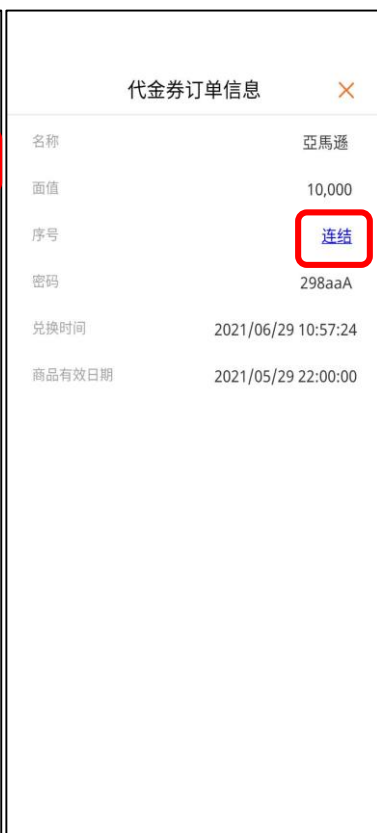 代金券订单信息
名称 亞馬遜
面值 10,000
序号 连结
密码 298aaA
兑换时间 2021/06/29 10:57:24
商品有效日期 2021/05/29 22:00:00